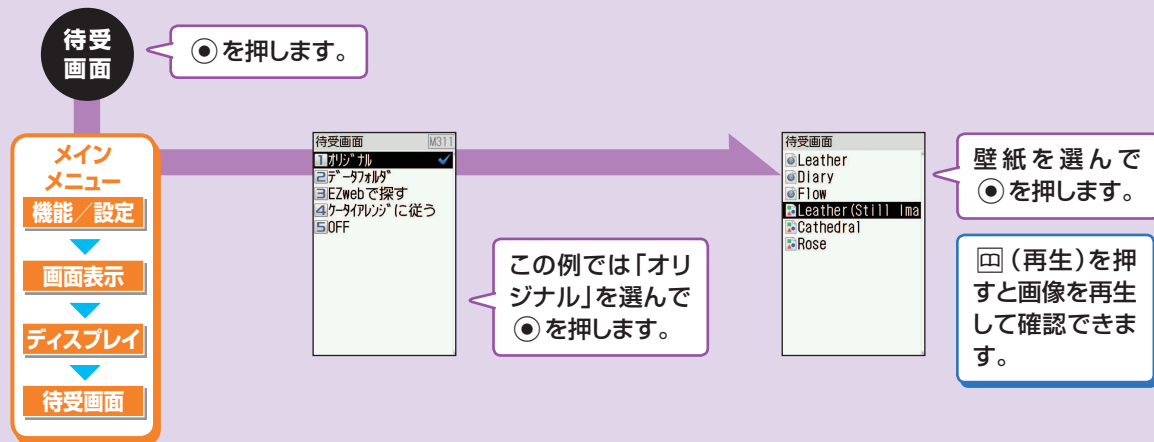 待受
画面
◉を押します。
メイン
メニュー
機能／設定
画面表示
ディスプレイ
待受画面
待受画面 M311
1オリジナル
2データフォルダ
3EZwebで探す
4ケータイアレンジに従う
5OFF
この例では「オリ
ジナル」を選んで
◉を押します。
待受画面
Leather
Diary
Flow
Leather(Still Ima
Cathedral
Rose
壁紙を選んで
◉を押します。
(再生)を押
すと画像を再生
して確認できま
す。